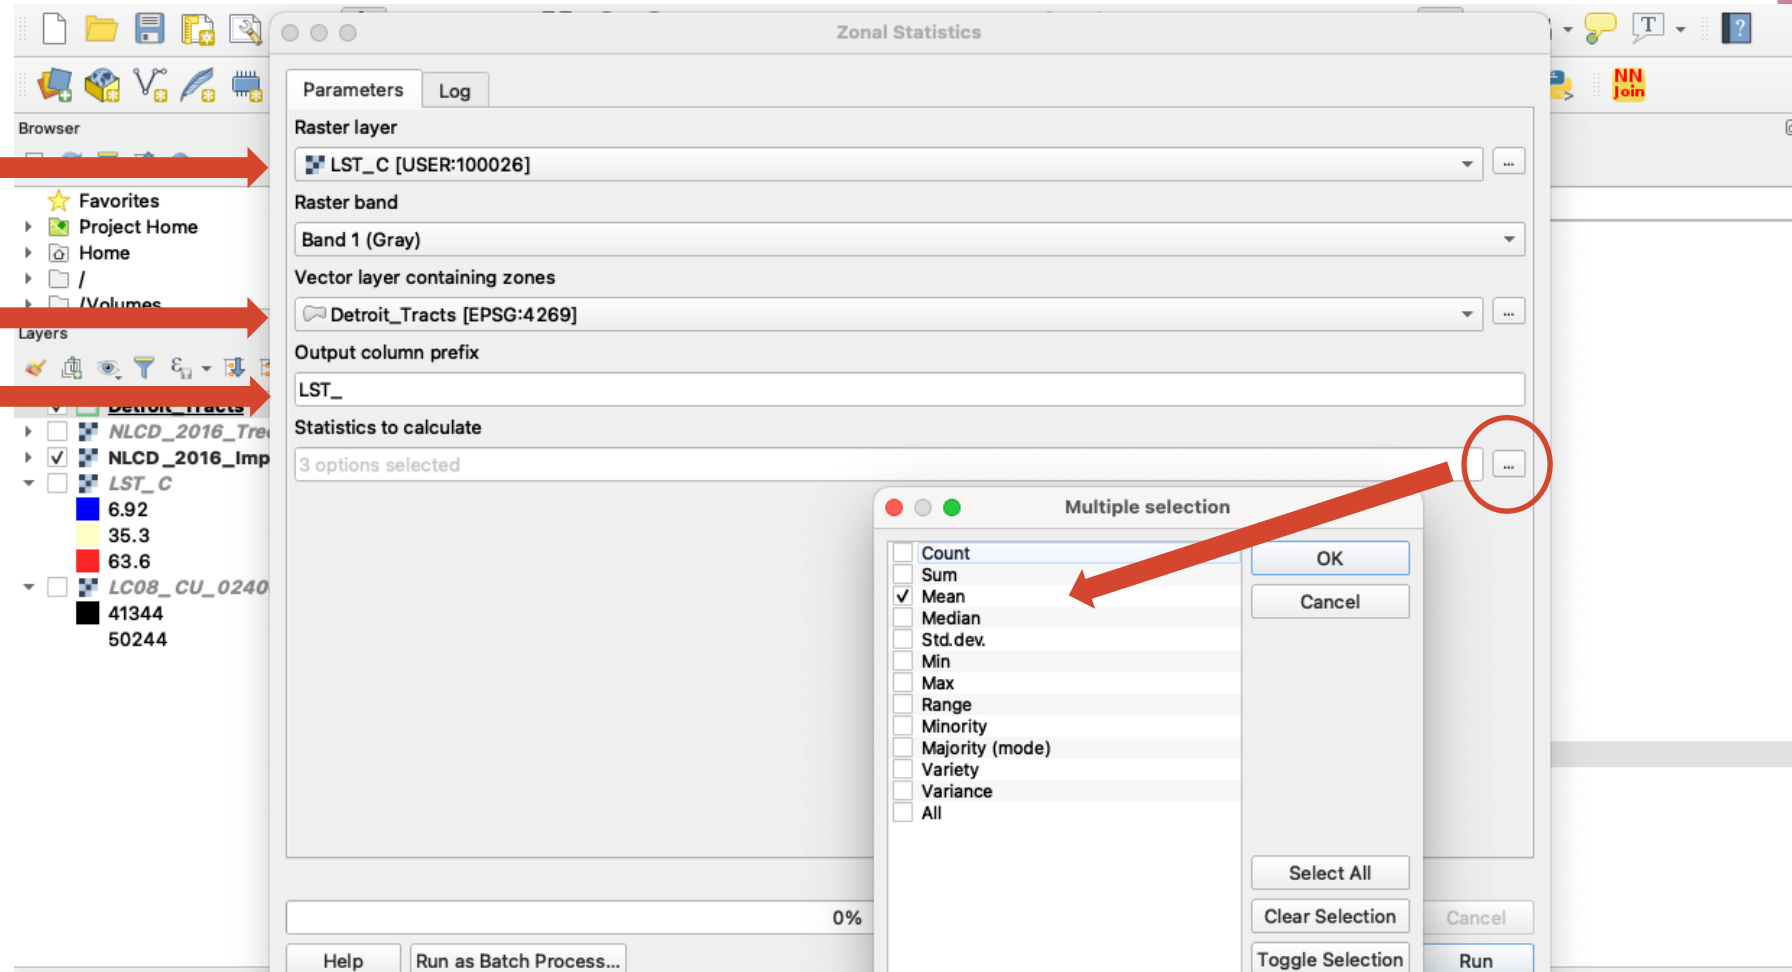 Zonal Statistics
T
?
NN
Join
Browser
Favorites
Project Home
Home
/
/Volumes
Layers
Detroit_Tracts
NLCD_2016_Tre
NLCD_2016_Imp
LST_C
6.92
35.3
63.6
LC08_CU_0240
41344
50244
Parameters
Log
Raster layer
LST_C [USER:100026]
...
Raster band
Band 1 (Gray)
Vector layer containing zones
Detroit_Tracts [EPSG:4269]
...
Output column prefix
LST_
Statistics to calculate
3 options selected
...
Multiple selection
Count
Sum
Mean
Median
Std.dev.
Min
Max
Range
Minority
Majority (mode)
Variety
Variance
All
OK
Cancel
Select All
Clear Selection
Toggle Selection
0%
Cancel
Help
Run as Batch Process...
Run